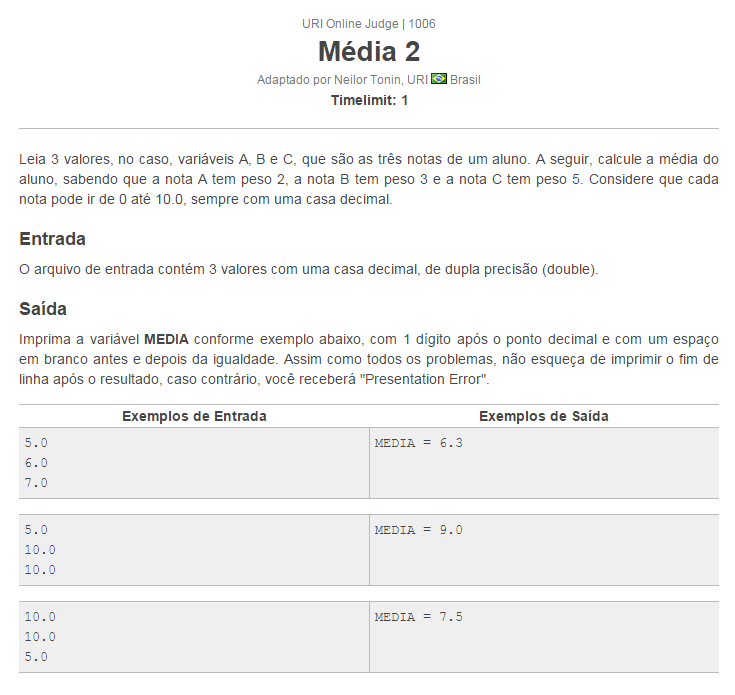 URI Online Judge | 1006
Média 2
Adaptado por Neilor Tonin, URI Brasil
Timelimit: 1
Leia 3 valores, no caso, variáveis A, B e C, que são as três notas de um aluno. A seguir, calcule a média do
aluno, sabendo que a nota A tem peso 2, a nota B tem peso 3 e a nota C tem peso 5. Considere que cada
nota pode ir de 0 até 10.0, sempre com uma casa decimal.
Entrada
O arquivo de entrada contém 3 valores com uma casa decimal, de dupla precisão (double).
Saída
Imprima a variável MEDIA conforme exemplo abaixo, com 1 dígito após o ponto decimal e com um espaço
em branco antes e depois da igualdade. Assim como todos os problemas, não esqueça de imprimir o fim de
linha após o resultado, caso contrário, você receberá "Presentation Error".
Exemplos de Entrada Exemplos de Saída
5.0 MEDIA = 6.3
6.0
7.0
5.0 MEDIA = 9.0
10.0
10.0
10.0 MEDIA = 7.5
10.0
5.0